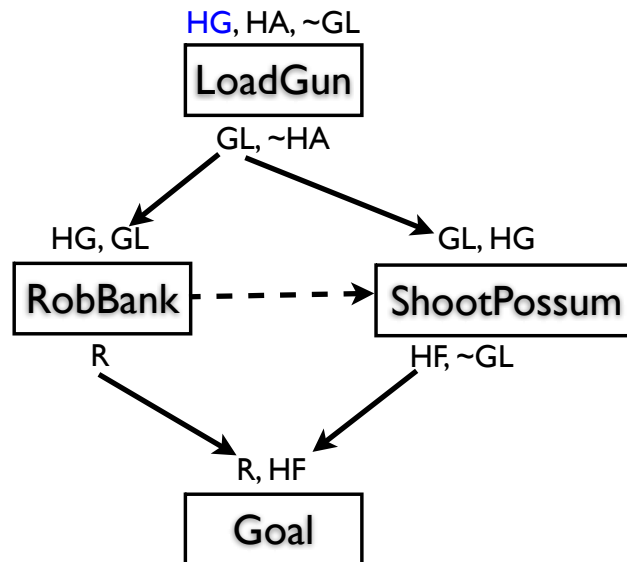 HG, HA, ~GL
LoadGun
GL, ~HA
HG, GL
GL, HG
RobBank
ShootPossum
R
HF, ~GL
R, HF
Goal